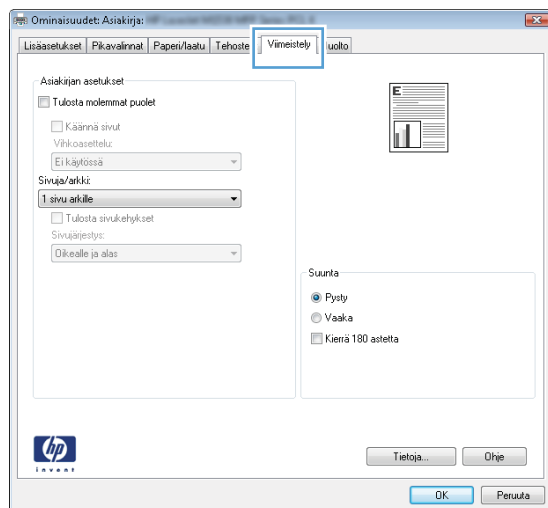 Ominaisuudet: Asiakirja:
Lisäasetukset Pikavalinnat Paperi/laatu Tehoste Viimeistely uolto
Asiakirjan asetukset
Tulosta molemmat puolet
Käännä sivut
Vihkoasettelu:
Ei käytössä
Sivuja/arkki:
1 sivu arkille
Tulosta sivukehykset
Sivujärjestys:
Oikealle ja alas
E
Suunta
Pysty
Vaaka
Kierrä 180 astetta
hp
invent
Tietoja... Ohje
OK Peruuta